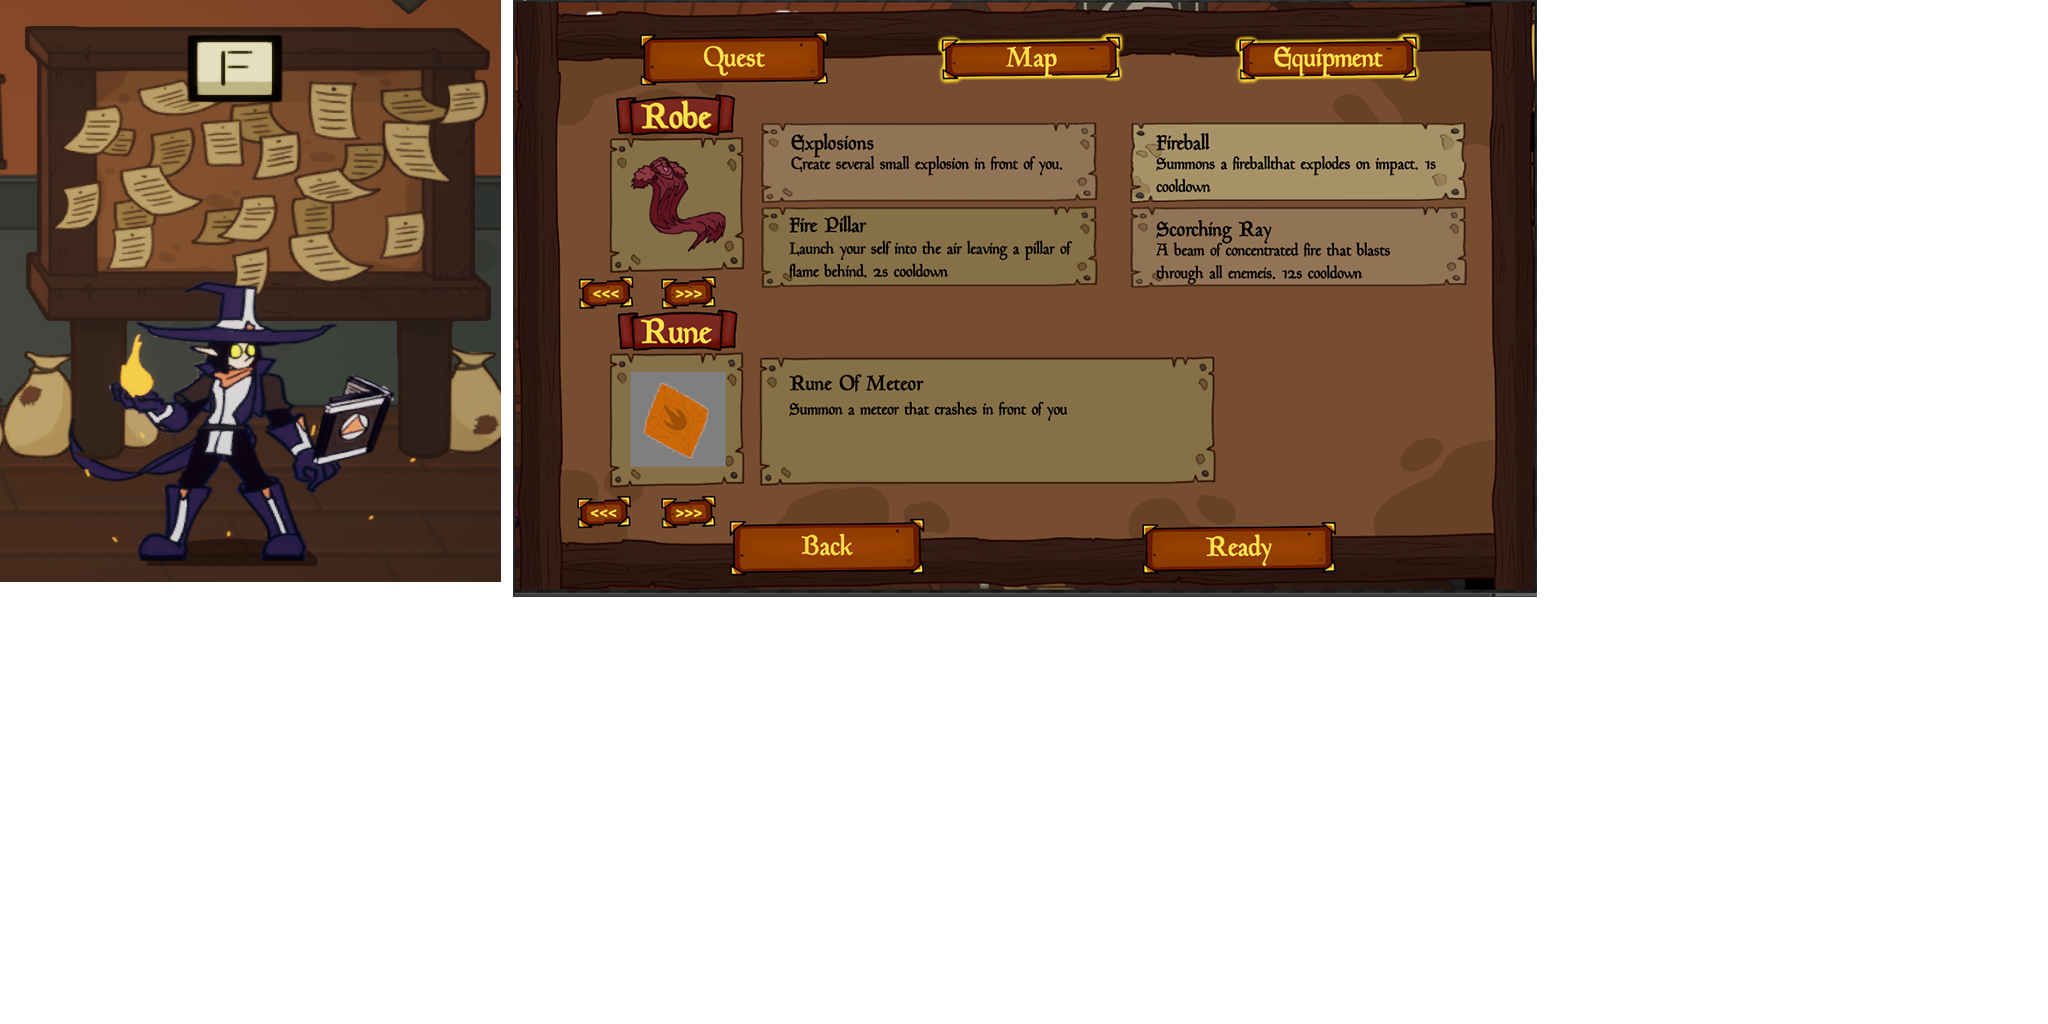 F
Quest
Map
Equipment
Robe
Explosions
Create several small explosion in front of you.
Fireball
Summons a fireballthat explodes on impact. 1s
cooldown
Fire Pillar
Launch your self into the air leaving a pillar of
flame behind. 2s cooldown
Scorching Ray
A beam of concentrated fire that blasts
through all enemeis. 12s cooldown
<<<
>>>
Rune
Rune Of Meteor
Summon a meteor that crashes in front of you
<<<
>>>
Back
Ready